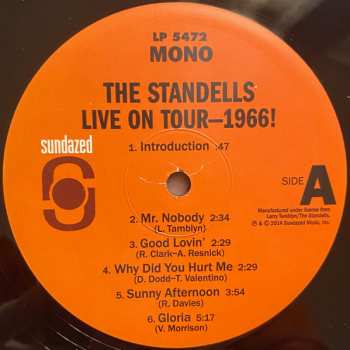 LP 5472
MONO
THE STANDELLS
LIVE ON TOUR—1966!
sundazed
1. Introduction :47
SIDE A
Manufactured under license from
Larry Tamblyn/The Standells.
℗ & © 2014 Sundazed Music, Inc.
2. Mr. Nobody 2:34
(L. Tamblyn)
3. Good Lovin' 2:29
(R. Clark–A. Resnick)
4. Why Did You Hurt Me 2:29
(D. Dodd–T. Valentino)
5. Sunny Afternoon 3:54
(R. Davies)
6. Gloria 5:17
(V. Morrison)